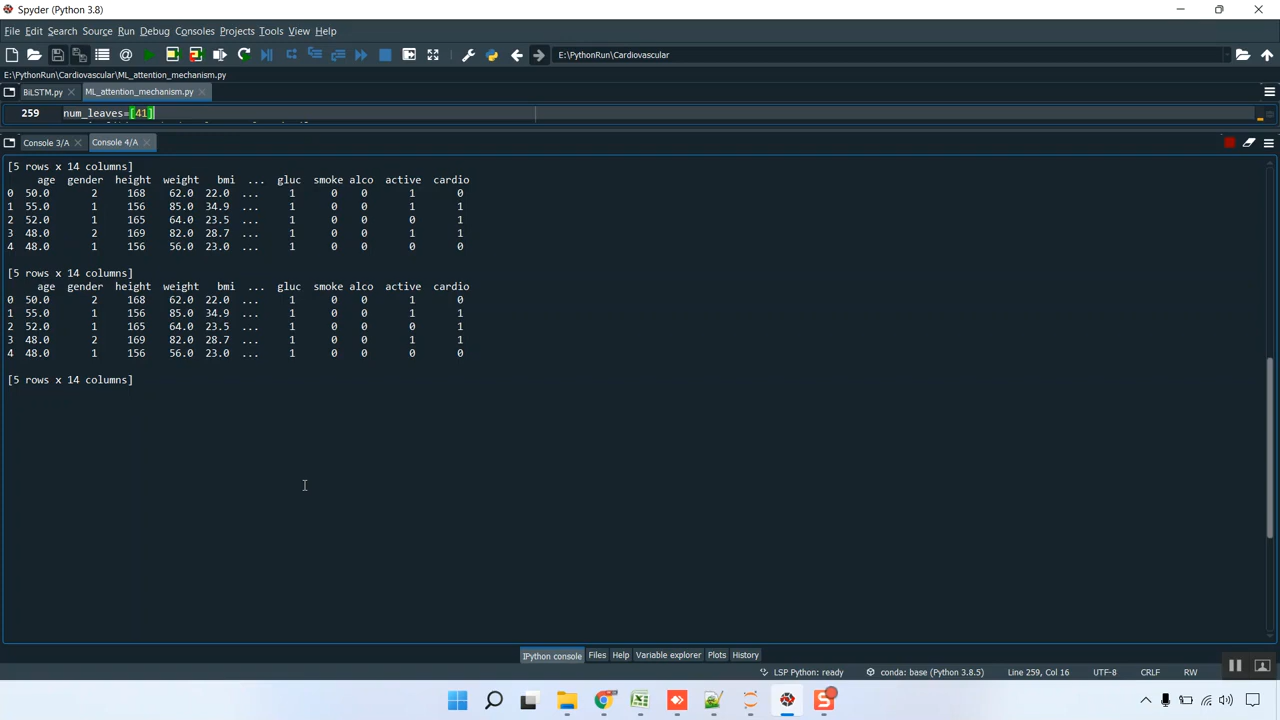 Spyder (Python 3.8)
File Edit Search Source Run Debug Consoles Projects Tools View Help
E:\PythonRun\Cardiovascular
E:\PythonRun\Cardiovascular\ML_attention_mechanism.py
BiLSTM.py ML_attention_mechanism.py
259 num_leaves=[41]
Console 3/A Console 4/A
[5 rows x 14 columns]
age gender height weight bmi ... gluc smoke alco active cardio
0 50.0 2 168 62.0 22.0 ... 1 0 0 1 0
1 55.0 1 156 85.0 34.9 ... 1 0 0 1 1
2 52.0 1 165 64.0 23.5 ... 1 0 0 0 1
3 48.0 2 169 82.0 28.7 ... 1 0 0 1 1
4 48.0 1 156 56.0 23.0 ... 1 0 0 0 0
[5 rows x 14 columns]
age gender height weight bmi ... gluc smoke alco active cardio
0 50.0 2 168 62.0 22.0 ... 1 0 0 1 0
1 55.0 1 156 85.0 34.9 ... 1 0 0 1 1
2 52.0 1 165 64.0 23.5 ... 1 0 0 0 1
3 48.0 2 169 82.0 28.7 ... 1 0 0 1 1
4 48.0 1 156 56.0 23.0 ... 1 0 0 0 0
[5 rows x 14 columns]
IPython console Files Help Variable explorer Plots History
LSP Python: ready conda: base (Python 3.8.5) Line 259, Col 16 UTF-8 CRLF RW